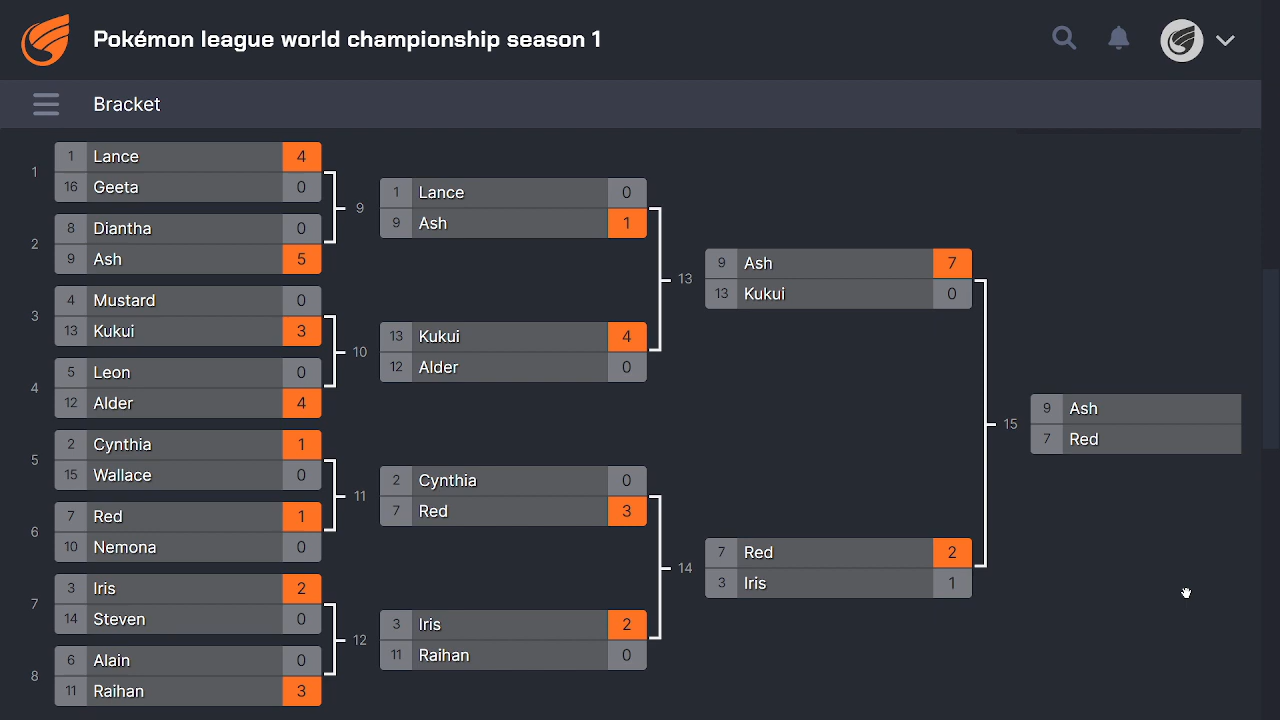 Pokémon league world championship season 1
Bracket
1
1 Lance 4
16 Geeta 0
2
8 Diantha 0
9 Ash 5
3
4 Mustard 0
13 Kukui 3
4
5 Leon 0
12 Alder 4
5
2 Cynthia 1
15 Wallace 0
6
7 Red 1
10 Nemona 0
7
3 Iris 2
14 Steven 0
8
6 Alain 0
11 Raihan 3
9
1 Lance 0
9 Ash 1
10
13 Kukui 4
12 Alder 0
11
2 Cynthia 0
7 Red 3
12
3 Iris 2
11 Raihan 0
13
9 Ash 7
13 Kukui 0
14
7 Red 2
3 Iris 1
15
9 Ash
7 Red